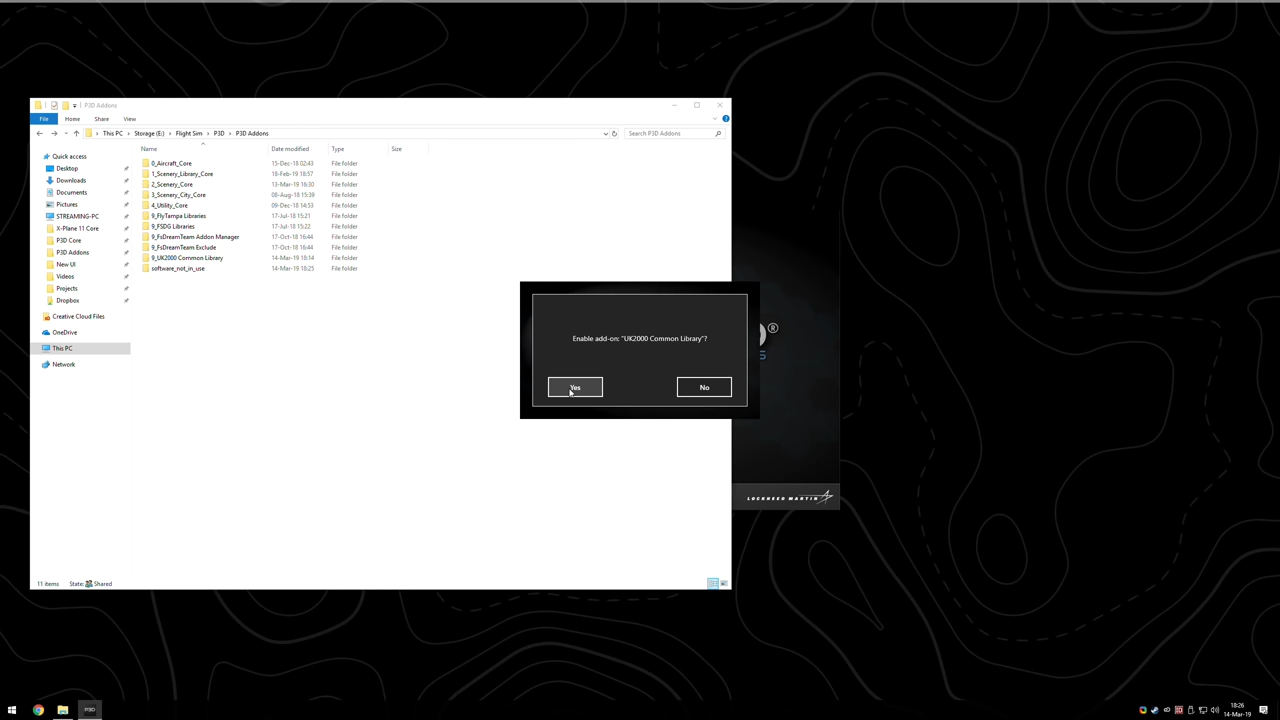 P3D Addons
File Home Share View
This PC Storage (E:) Flight Sim P3D P3D Addons
Search P3D Addons
Name Date modified Type Size
Quick access
Desktop
Downloads
Documents
Pictures
STREAMING-PC
X-Plane 11 Core
P3D Core
P3D Addons
New UI
Videos
Projects
Dropbox
Creative Cloud Files
OneDrive
This PC
Network
0_Aircraft_Core 15-Dec-18 02:43 File folder
1_Scenery_Library_Core 18-Feb-19 18:57 File folder
2_Scenery_Core 13-Mar-19 16:30 File folder
3_Scenery_City_Core 08-Aug-18 15:39 File folder
4_Utility_Core 09-Dec-18 14:53 File folder
9_FlyTampa Libraries 17-Jul-18 15:21 File folder
9_FSDG Libraries 17-Jul-18 15:22 File folder
9_FsDreamTeam Addon Manager 17-Oct-18 16:44 File folder
9_FsDreamTeam Exclude 17-Oct-18 16:44 File folder
9_UK2000 Common Library 14-Mar-19 18:14 File folder
software_not_in_use 14-Mar-19 18:25 File folder
Enable add-on: "UK2000 Common Library"?
Yes No
®
S
LOCKHEED MARTIN
11 items State: Shared
P3D
18:26
14-Mar-19